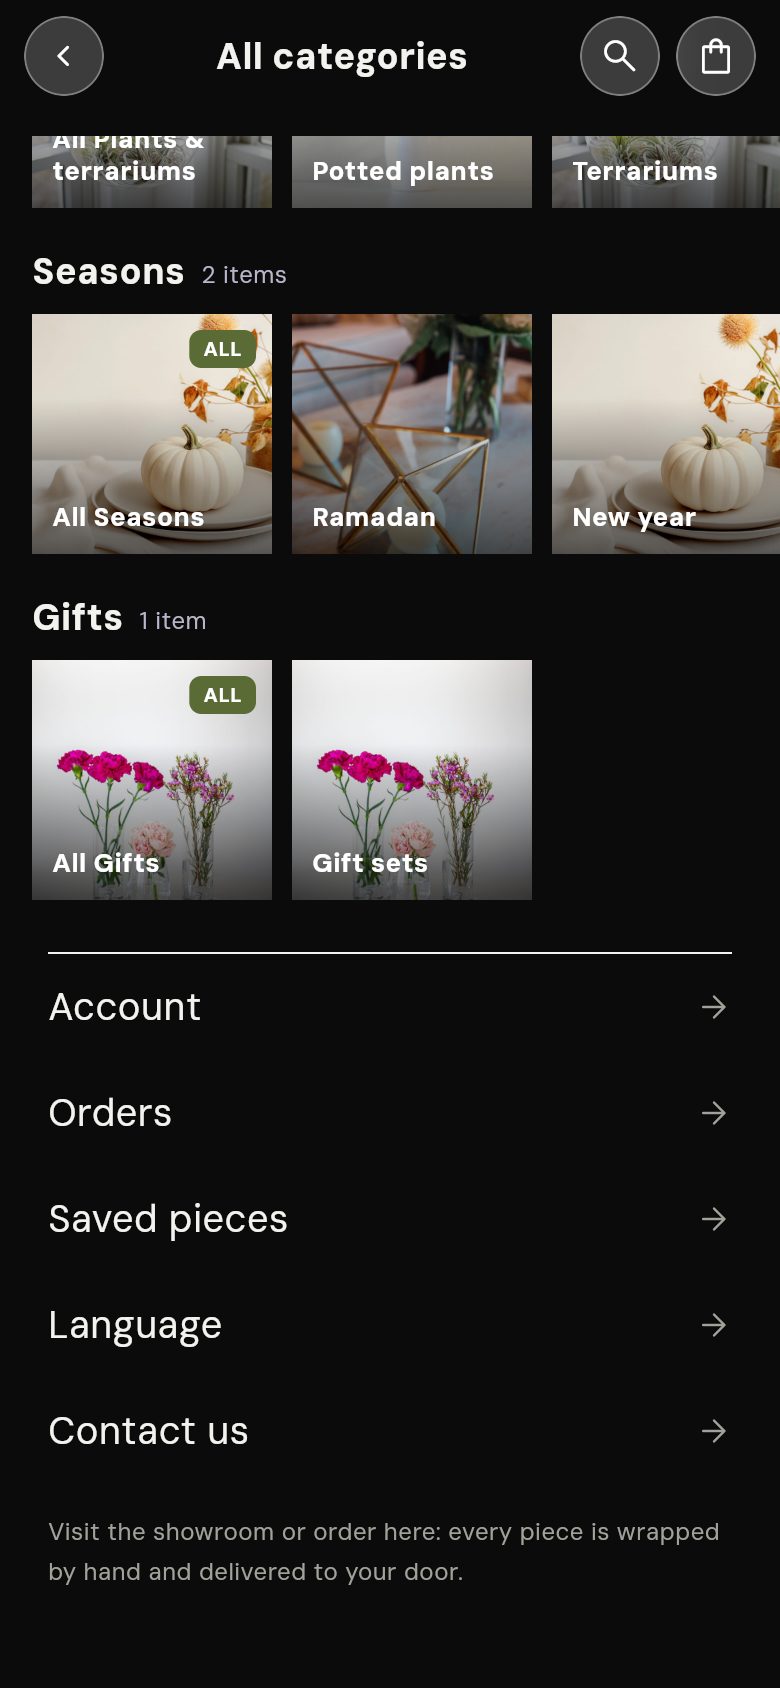 All categories
All Plants &
terrariums
Potted plants
Terrariums
Seasons 2 items
ALL
All Seasons
Ramadan
New year
Gifts 1 item
ALL
All Gifts
Gift sets
Account
Orders
Saved pieces
Language
Contact us
Visit the showroom or order here: every piece is wrapped
by hand and delivered to your door.